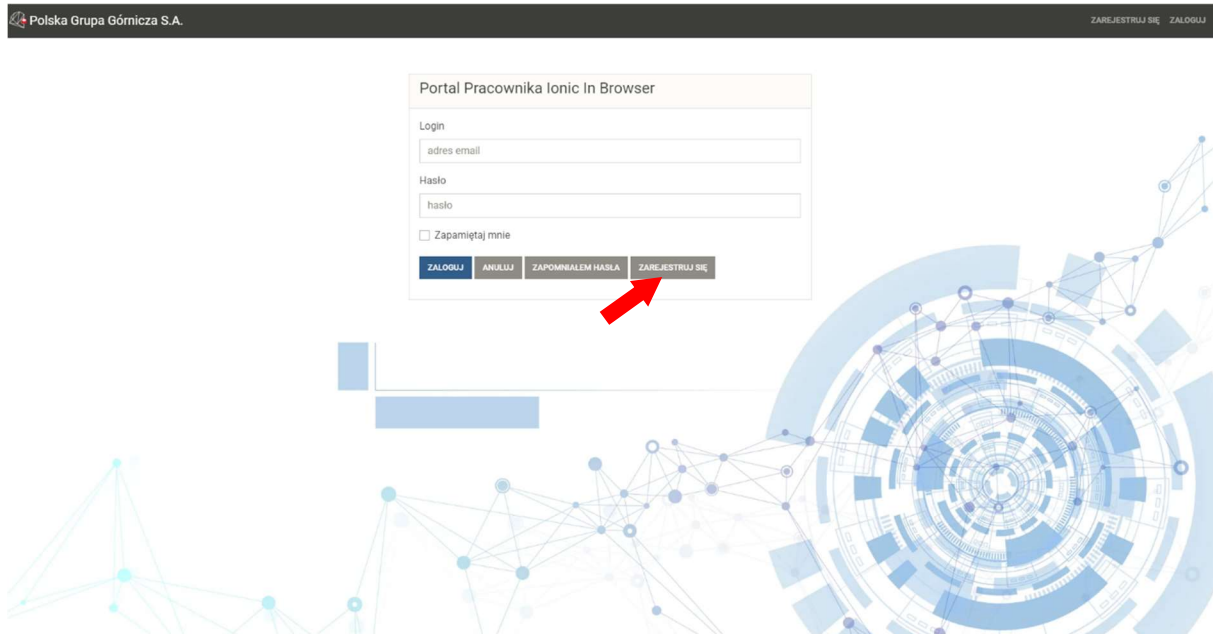 Polska Grupa Górnicza S.A.
ZAREJESTRUJ SIĘ ZALOGUJ
Portal Pracownika Ionic In Browser
Login
adres email
Hasło
hasło
Zapamiętaj mnie
ZALOGUJ ANULUJ ZAPOMNIAŁEM HASŁA ZAREJESTRUJ SIĘ